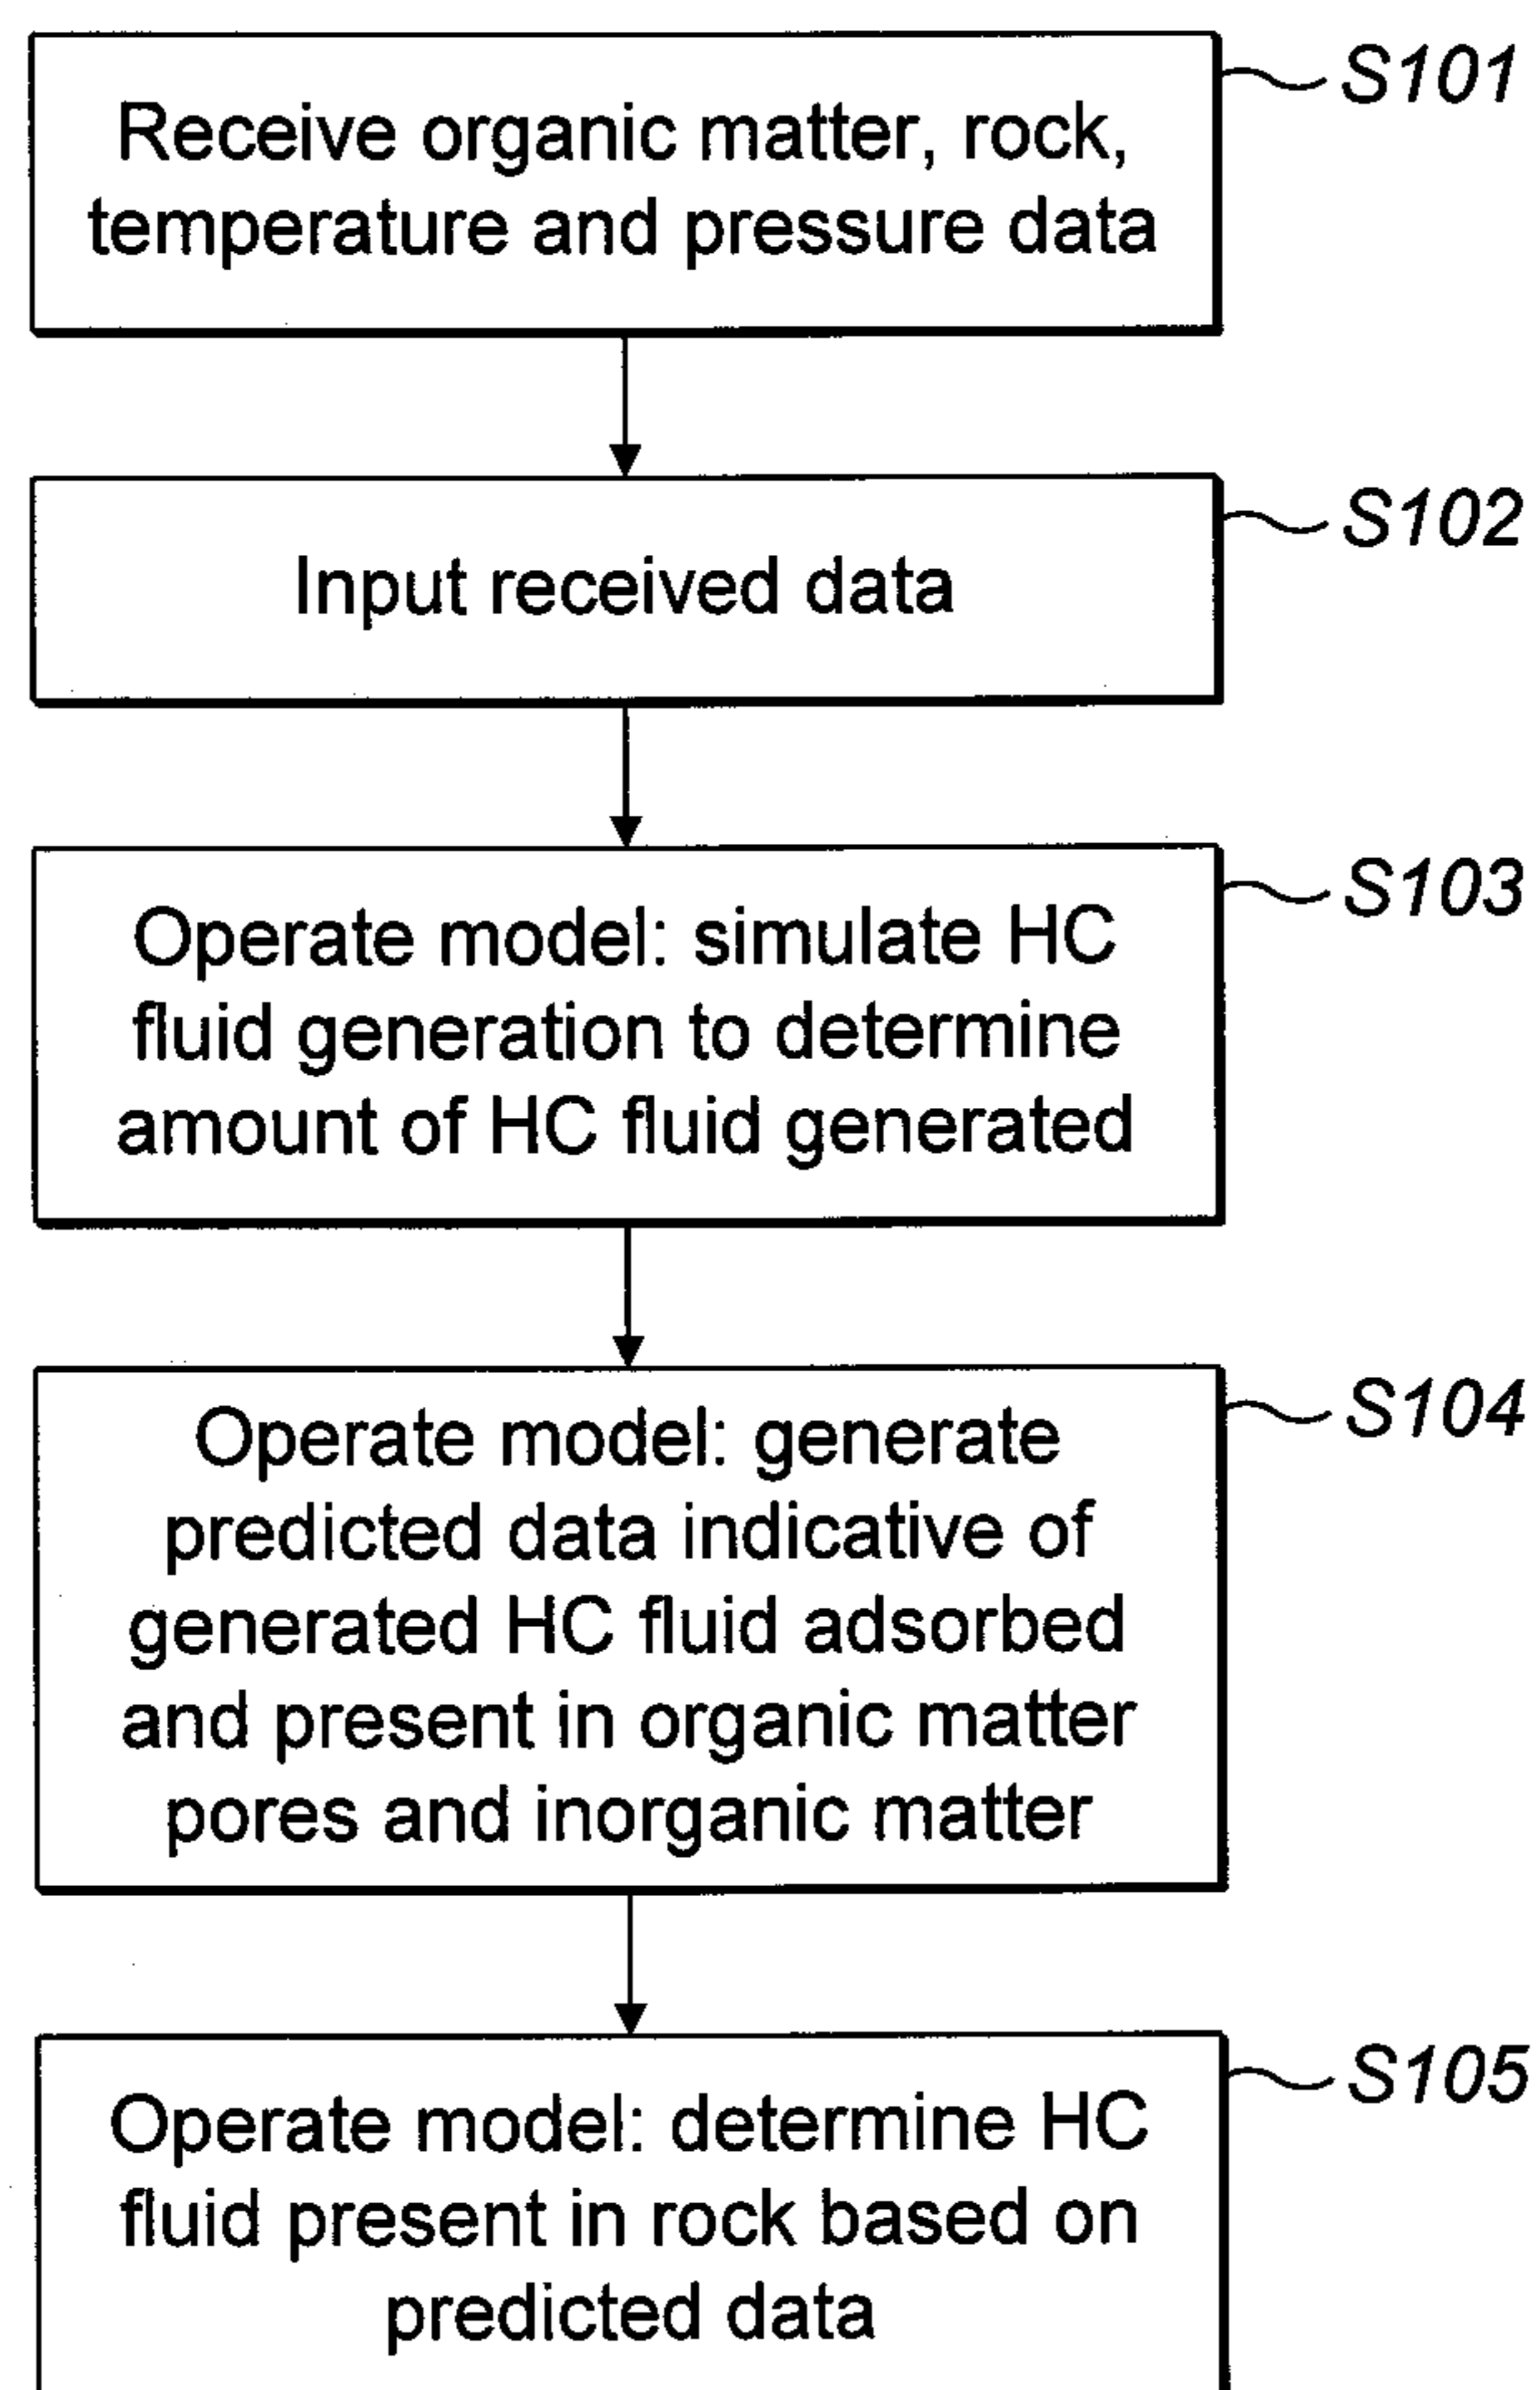 S101
Receive organic matter, rock,
temperature and pressure data
S102
Input received data
S103
Operate model: simulate HC
fluid generation to determine
amount of HC fluid generated
S104
Operate model: generate
predicted data indicative of
generated HC fluid adsorbed
and present in organic matter
pores and inorganic matter
S105
Operate model: determine HC
fluid present in rock based on
predicted data